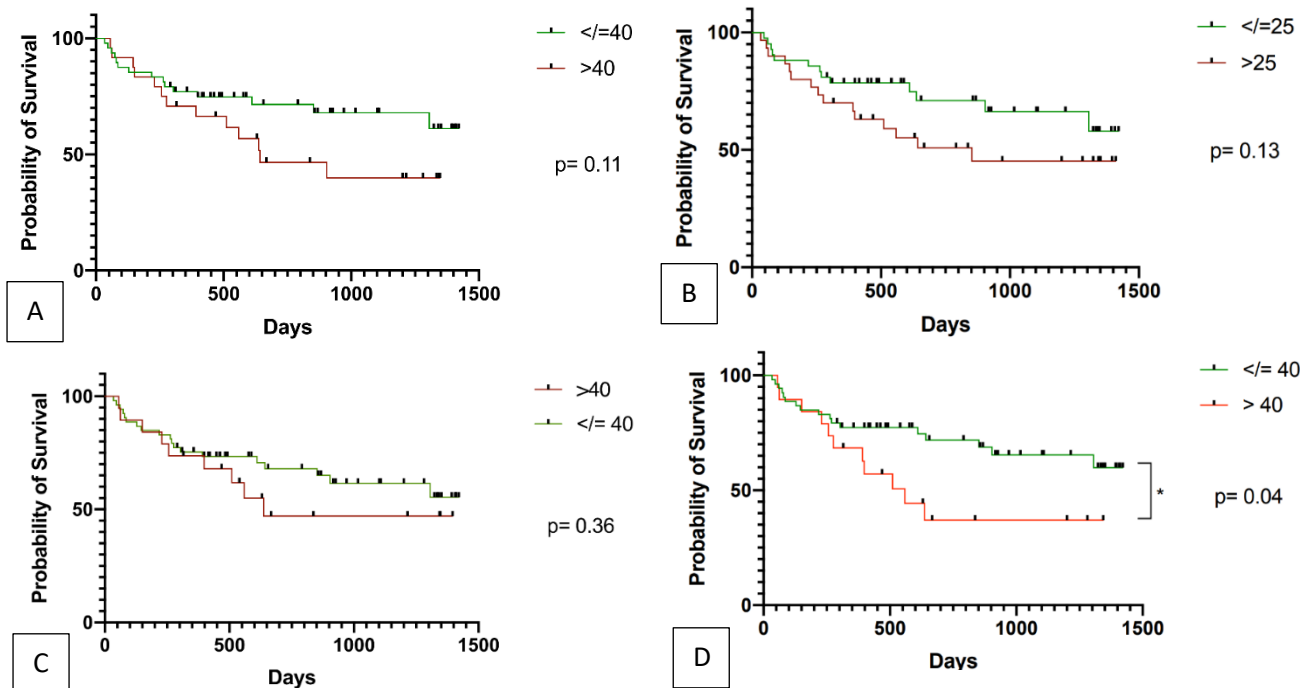 Probability of Survival
100
50
0
0 500 1000 1500
Days
</=40
>40
p= 0.11
A
Probability of Survival
100
50
0
0 500 1000 1500
Days
</=25
>25
p= 0.13
B
Probability of Survival
100
50
0
0 500 1000 1500
Days
>40
</= 40
p= 0.36
C
Probability of Survival
100
50
0
0 500 1000 1500
Days
</= 40
> 40
*
p= 0.04
D